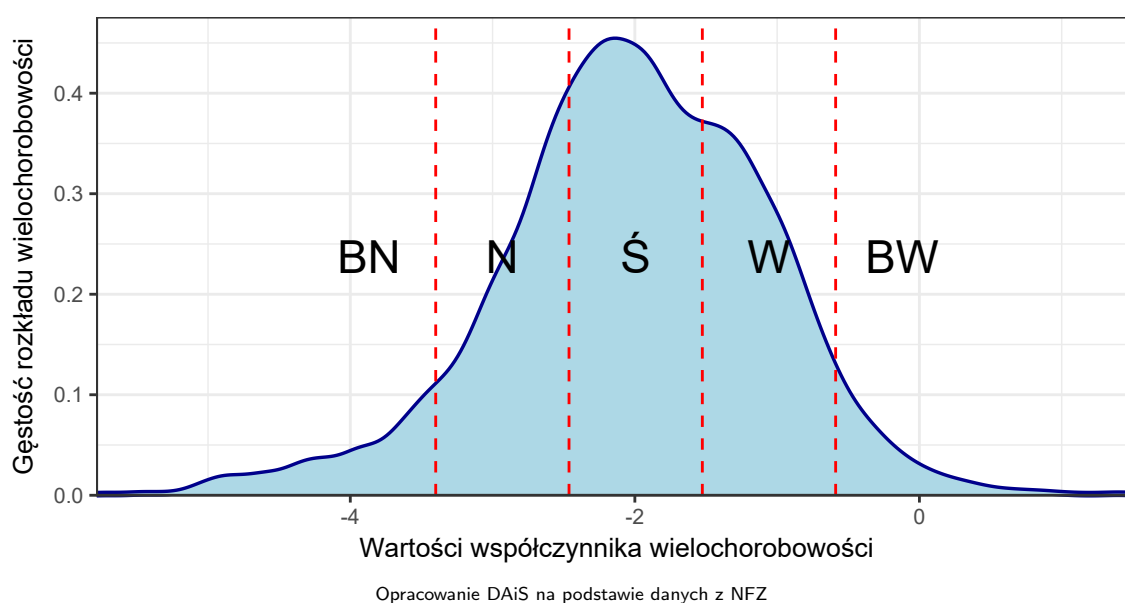 Gęstość rozkładu wielochorobowości
0.4
0.3
0.2
0.1
0.0
BN N Ś W BW
-4 -2 0
Wartości współczynnika wielochorobowości
Opracowanie DAiS na podstawie danych z NFZ